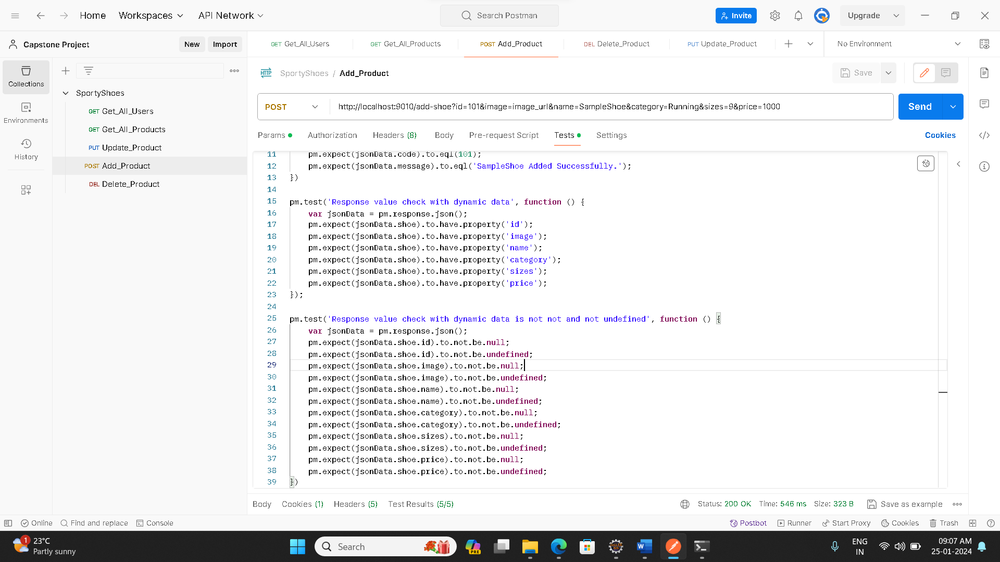 Home
Workspaces
API Network
Search Postman
Invite
Upgrade
Capstone Project
New
Import
GET Get_All_Users
GET Get_All_Products
POST Add_Product
DEL Delete_Product
PUT Update_Product
No Environment
Collections
Environments
History
SportyShoes
GET Get_All_Users
GET Get_All_Products
PUT Update_Product
POST Add_Product
DEL Delete_Product
HTTP SportyShoes / Add_Product
Save
POST
http://localhost:9010/add-shoe?id=101&image=image_url&name=SampleShoe&category=Running&sizes=9&price=1000
Send
Params
Authorization
Headers (8)
Body
Pre-request Script
Tests
Settings
Cookies
11 pm.expect(jsonData.code).to.eql(101);
12 pm.expect(jsonData.message).to.eql('SampleShoe Added Successfully.');
13 })
14
15 pm.test('Response value check with dynamic data', function () {
16 var jsonData = pm.response.json();
17 pm.expect(jsonData.shoe).to.have.property('id');
18 pm.expect(jsonData.shoe).to.have.property('image');
19 pm.expect(jsonData.shoe).to.have.property('name');
20 pm.expect(jsonData.shoe).to.have.property('category');
21 pm.expect(jsonData.shoe).to.have.property('sizes');
22 pm.expect(jsonData.shoe).to.have.property('price');
23 });
24
25 pm.test('Response value check with dynamic data is not not and not undefined', function () {
26 var jsonData = pm.response.json();
27 pm.expect(jsonData.shoe.id).to.not.be.null;
28 pm.expect(jsonData.shoe.id).to.not.be.undefined;
29 pm.expect(jsonData.shoe.image).to.not.be.null;
30 pm.expect(jsonData.shoe.image).to.not.be.undefined;
31 pm.expect(jsonData.shoe.name).to.not.be.null;
32 pm.expect(jsonData.shoe.name).to.not.be.undefined;
33 pm.expect(jsonData.shoe.category).to.not.be.null;
34 pm.expect(jsonData.shoe.category).to.not.be.undefined;
35 pm.expect(jsonData.shoe.sizes).to.not.be.null;
36 pm.expect(jsonData.shoe.sizes).to.not.be.undefined;
37 pm.expect(jsonData.shoe.price).to.not.be.null;
38 pm.expect(jsonData.shoe.price).to.not.be.undefined;
39 })
Body
Cookies (1)
Headers (5)
Test Results (5/5)
Status: 200 OK
Time: 546 ms
Size: 323 B
Save as example
Online
Find and replace
Console
Postbot
Runner
Start Proxy
Cookies
Trash
1
23°C
Partly sunny
Search
PRE
ENG
IN
09:07 AM
25-01-2024